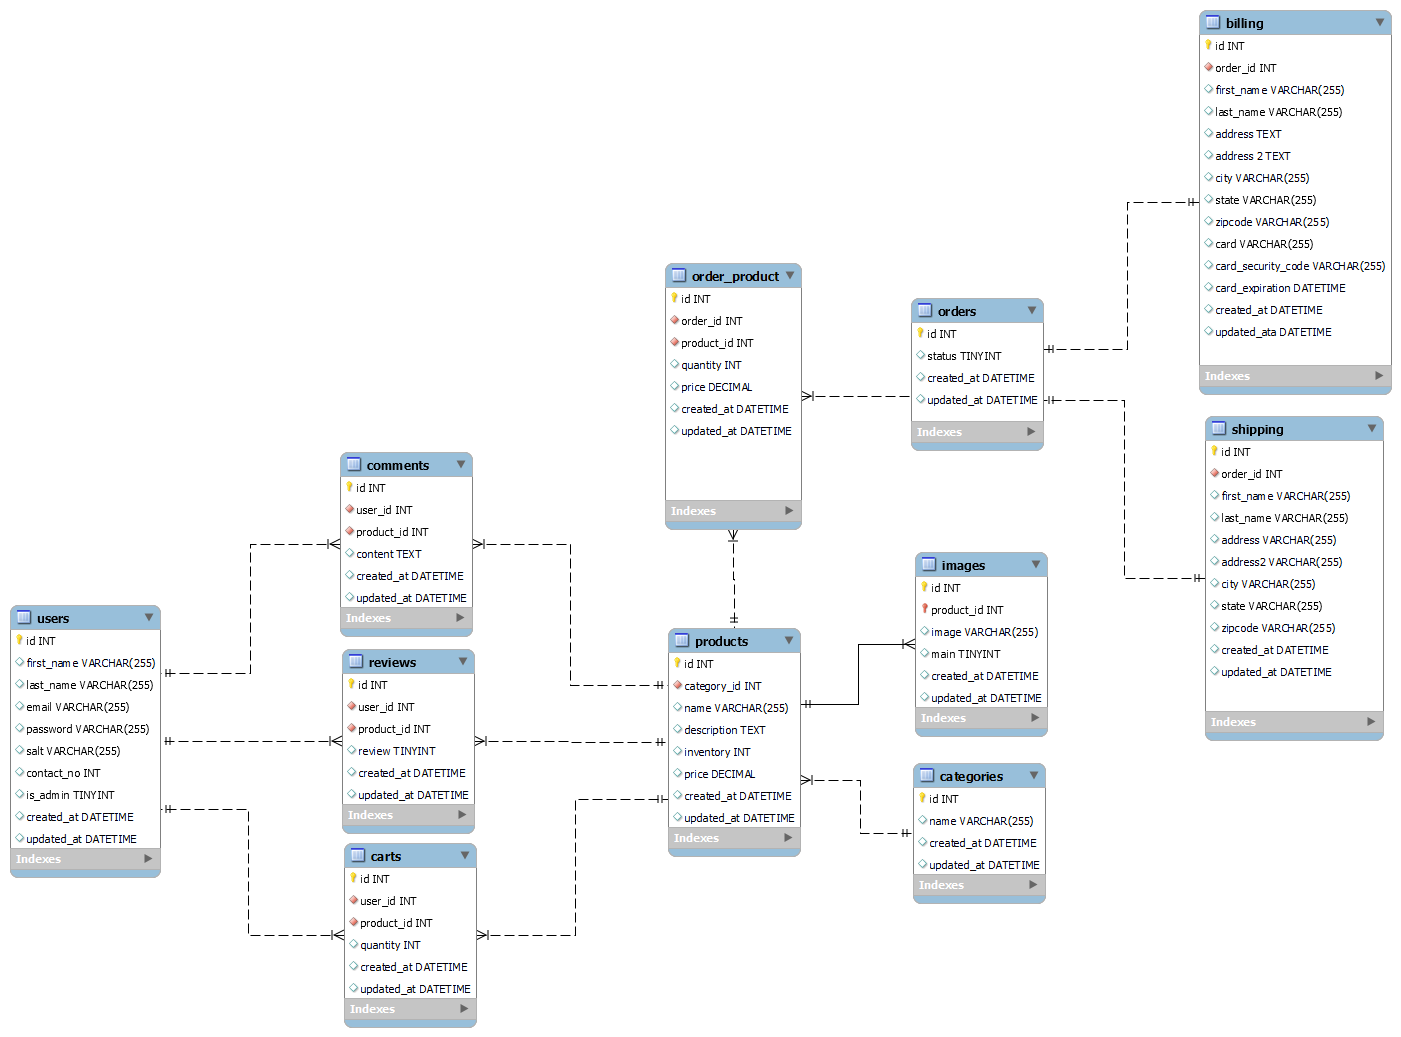 billing
id INT
order_id INT
first_name VARCHAR(255)
last_name VARCHAR(255)
address TEXT
address 2 TEXT
city VARCHAR(255)
state VARCHAR(255)
zipcode VARCHAR(255)
card VARCHAR(255)
card_security_code VARCHAR(255)
card_expiration DATETIME
created_at DATETIME
updated_ata DATETIME
Indexes
order_product
id INT
order_id INT
product_id INT
quantity INT
price DECIMAL
created_at DATETIME
updated_at DATETIME
Indexes
orders
id INT
status TINYINT
created_at DATETIME
updated_at DATETIME
Indexes
shipping
id INT
order_id INT
first_name VARCHAR(255)
last_name VARCHAR(255)
address VARCHAR(255)
address2 VARCHAR(255)
city VARCHAR(255)
state VARCHAR(255)
zipcode VARCHAR(255)
created_at DATETIME
updated_at DATETIME
Indexes
comments
id INT
user_id INT
product_id INT
content TEXT
created_at DATETIME
updated_at DATETIME
Indexes
images
id INT
product_id INT
image VARCHAR(255)
main TINYINT
created_at DATETIME
updated_at DATETIME
Indexes
users
id INT
first_name VARCHAR(255)
last_name VARCHAR(255)
email VARCHAR(255)
password VARCHAR(255)
salt VARCHAR(255)
contact_no INT
is_admin TINYINT
created_at DATETIME
updated_at DATETIME
Indexes
reviews
id INT
user_id INT
product_id INT
review TINYINT
created_at DATETIME
updated_at DATETIME
Indexes
products
id INT
category_id INT
name VARCHAR(255)
description TEXT
inventory INT
price DECIMAL
created_at DATETIME
updated_at DATETIME
Indexes
categories
id INT
name VARCHAR(255)
created_at DATETIME
updated_at DATETIME
Indexes
carts
id INT
user_id INT
product_id INT
quantity INT
created_at DATETIME
updated_at DATETIME
Indexes